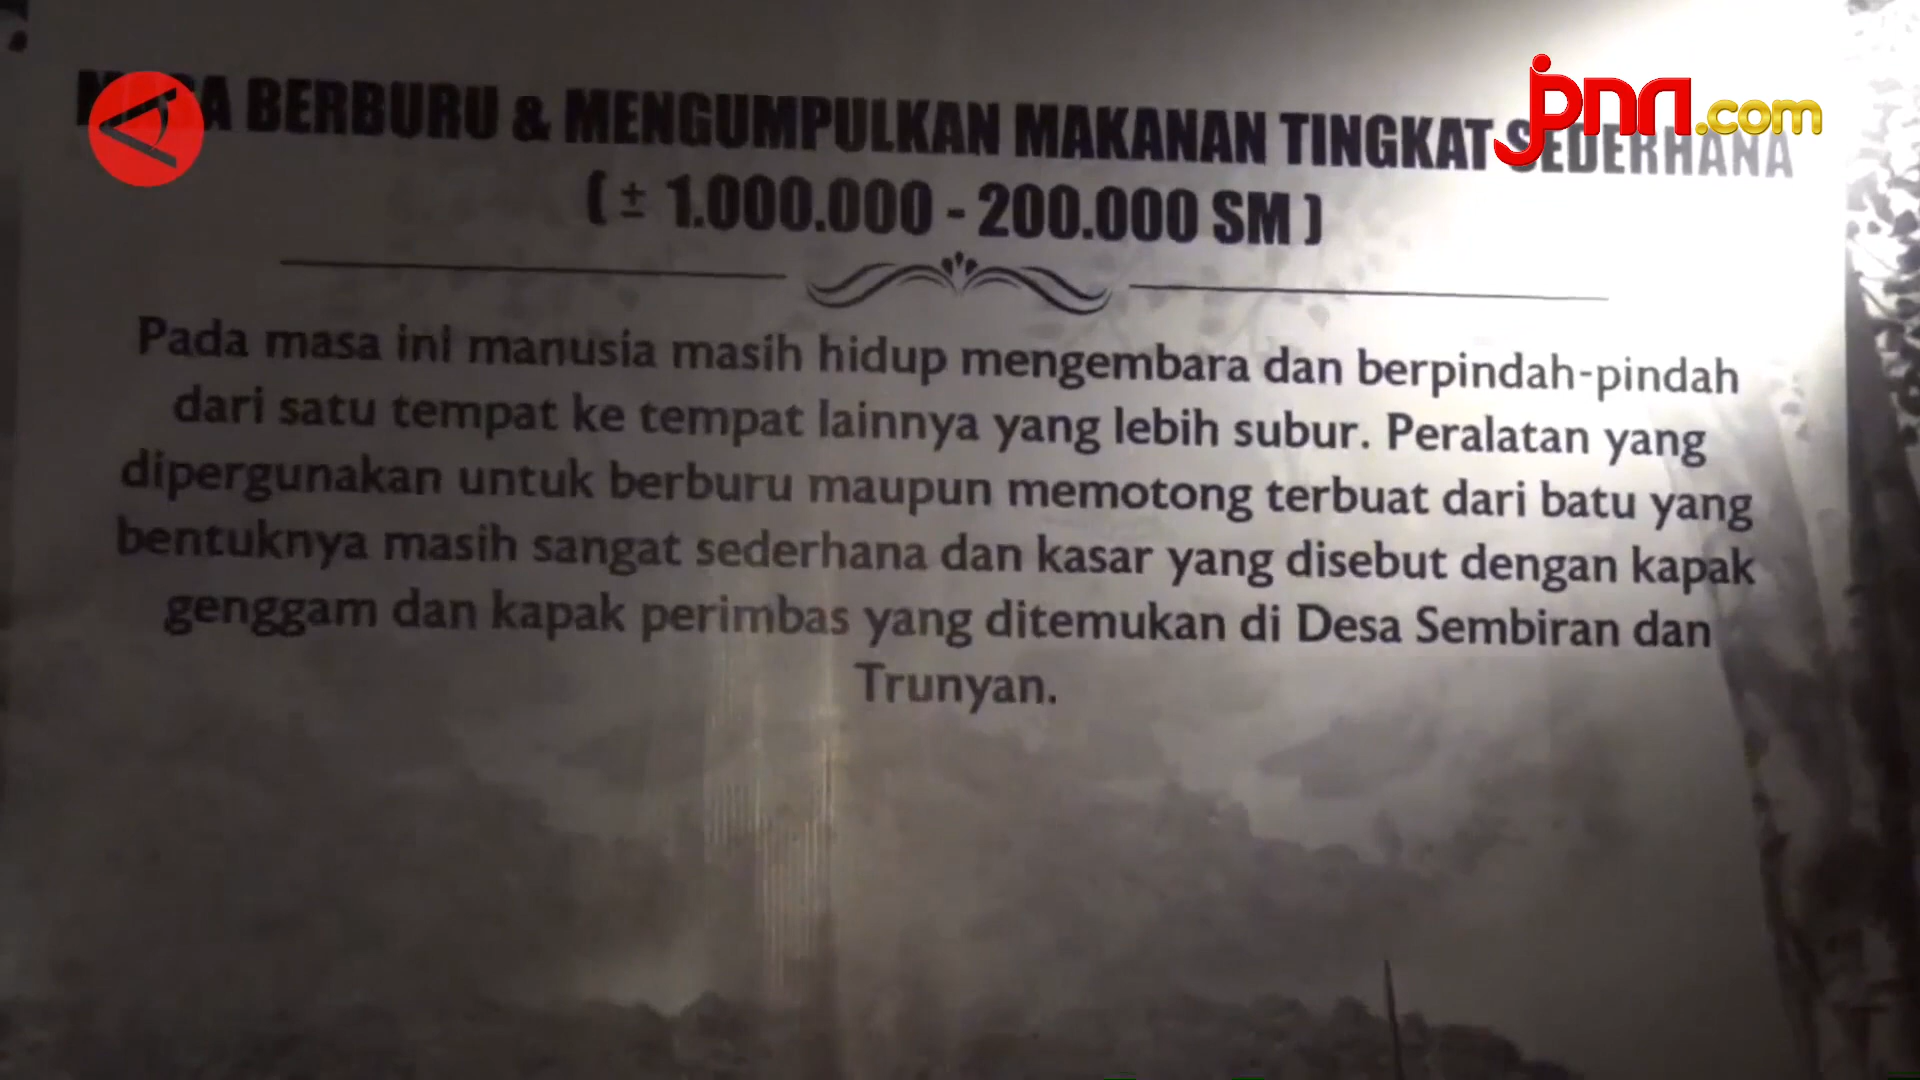 MASA BERBURU & MENGUMPULKAN MAKANAN TINGKAT SEDERHANA
( ± 1.000.000 - 200.000 SM )
Pada masa ini manusia masih hidup mengembara dan berpindah-pindah
dari satu tempat ke tempat lainnya yang lebih subur. Peralatan yang
dipergunakan untuk berburu maupun memotong terbuat dari batu yang
bentuknya masih sangat sederhana dan kasar yang disebut dengan kapak
genggam dan kapak perimbas yang ditemukan di Desa Sembiran dan
Trunyan.
jpnn.com